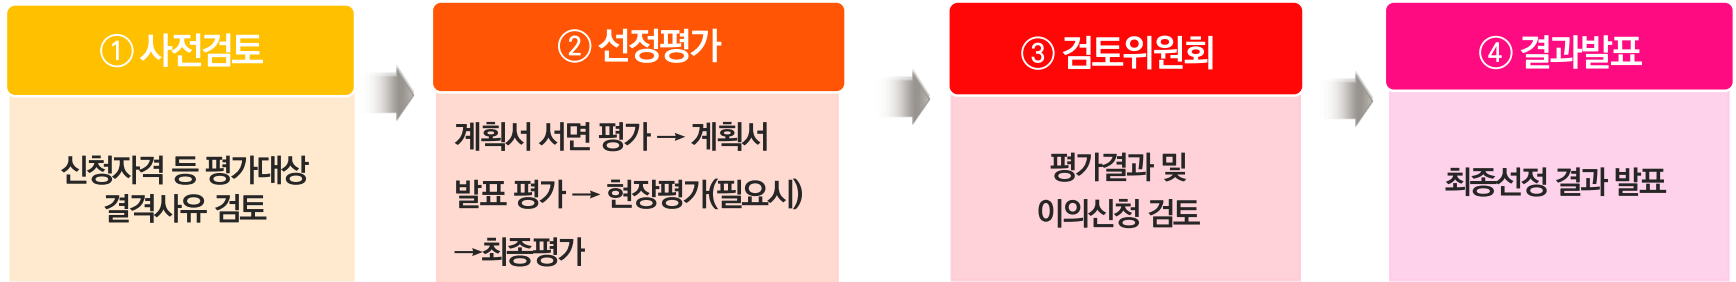 ① 사전검토
신청자격 등 평가대상
결격사유 검토
② 선정평가
계획서 서면 평가 → 계획서
발표 평가 → 현장평가(필요시)
→최종평가
③ 검토위원회
평가결과 및
이의신청 검토
④ 결과발표
최종선정 결과 발표